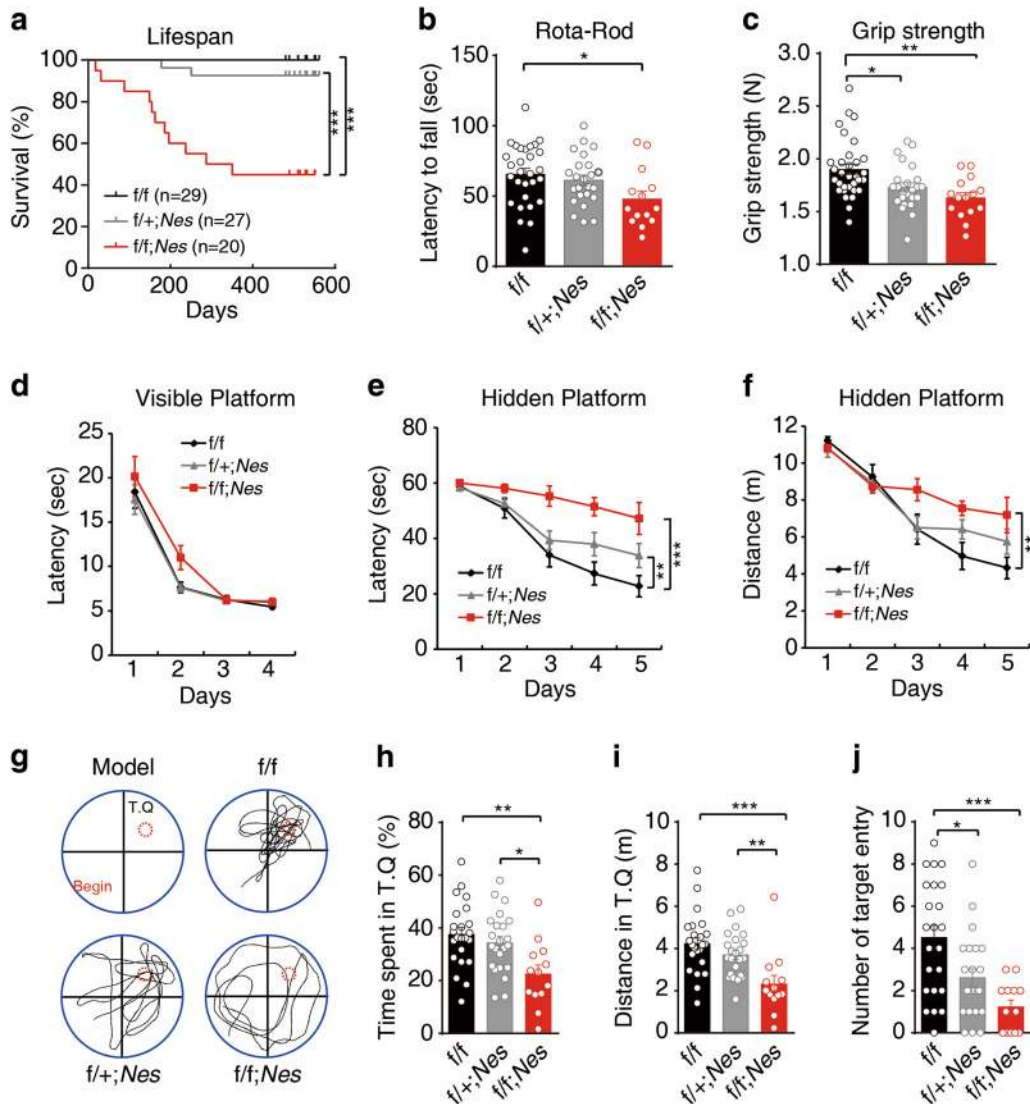 a
Lifespan
Survival (%)
100
80
60
40
20
0
f/f (n=29)
f/+;Nes (n=27)
f/f;Nes (n=20)
***
***
0
200
400
600
Days
b
Rota-Rod
*
Latency to fall (sec)
150
100
50
0
f/f
f/+;Nes
f/f;Nes
c
Grip strength
**
*
Grip strength (N)
3.0
2.5
2.0
1.5
1.0
f/f
f/+;Nes
f/f;Nes
d
Visible Platform
Latency (sec)
25
20
15
10
5
0
f/f
f/+;Nes
f/f;Nes
1 2 3 4
Days
e
Hidden Platform
Latency (sec)
80
60
40
20
0
f/f
f/+;Nes
f/f;Nes
**
***
1 2 3 4 5
Days
f
Hidden Platform
Distance (m)
12
10
8
6
4
2
0
f/f
f/+;Nes
f/f;Nes
**
1 2 3 4 5
Days
g
Model
f/f
T.Q
Begin
f/+;Nes
f/f;Nes
h
**
*
Time spent in T.Q (%)
80
60
40
20
0
f/f
f/+;Nes
f/f;Nes
i
***
**
Distance in T.Q (m)
10
8
6
4
2
0
f/f
f/+;Nes
f/f;Nes
j
***
*
Number of target entry
10
8
6
4
2
0
f/f
f/+;Nes
f/f;Nes